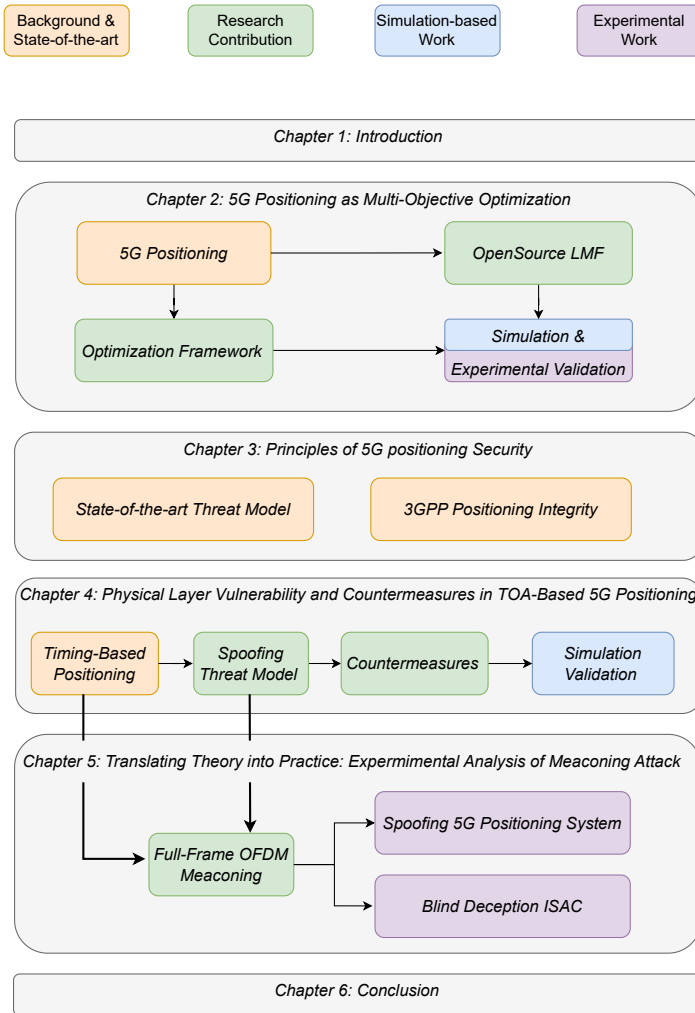 Background &
State-of-the-art
Research
Contribution
Simulation-based
Work
Experimental
Work
Chapter 1: Introduction
Chapter 2: 5G Positioning as Multi-Objective Optimization
5G Positioning
OpenSource LMF
Optimization Framework
Simulation &
Experimental Validation
Chapter 3: Principles of 5G positioning Security
State-of-the-art Threat Model
3GPP Positioning Integrity
Chapter 4: Physical Layer Vulnerability and Countermeasures in TOA-Based 5G Positioning
Timing-Based
Positioning
Spoofing
Threat Model
Countermeasures
Simulation
Validation
Chapter 5: Translating Theory into Practice: Expermimental Analysis of Meaconing Attack
Full-Frame OFDM
Meaconing
Spoofing 5G Positioning System
Blind Deception ISAC
Chapter 6: Conclusion